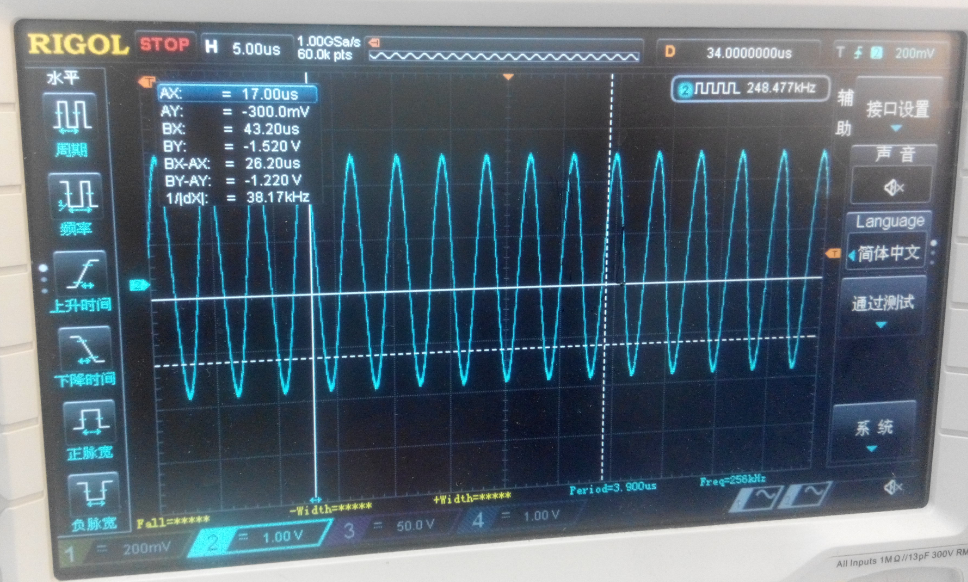 RIGOL STOP H 5.00us 1.00GSa/s 60.0k pts D 34.0000000us T 2 200mV
水平
T
AX: = 17.00us
AY: = -300.0mV
BX: = 43.20us
BY: = -1.520 V
BX-AX: = 26.20us
BY-AY: = -1.220 V
1/|dX|: = 38.17kHz
2 248.477kHz
周期
频率
上升时间
下降时间
正脉宽
负脉宽
2
T
辅助
接口设置
声音
Language
简体中文
通过测试
系统
Fall=***** -Width=***** +Width=***** Period=3.900us Freq=256kHz
1 = 200mV 2 = 1.00 V 3 = 50.0 V 4 = 1.00 V
All Inputs 1MΩ//13pF 300V RM